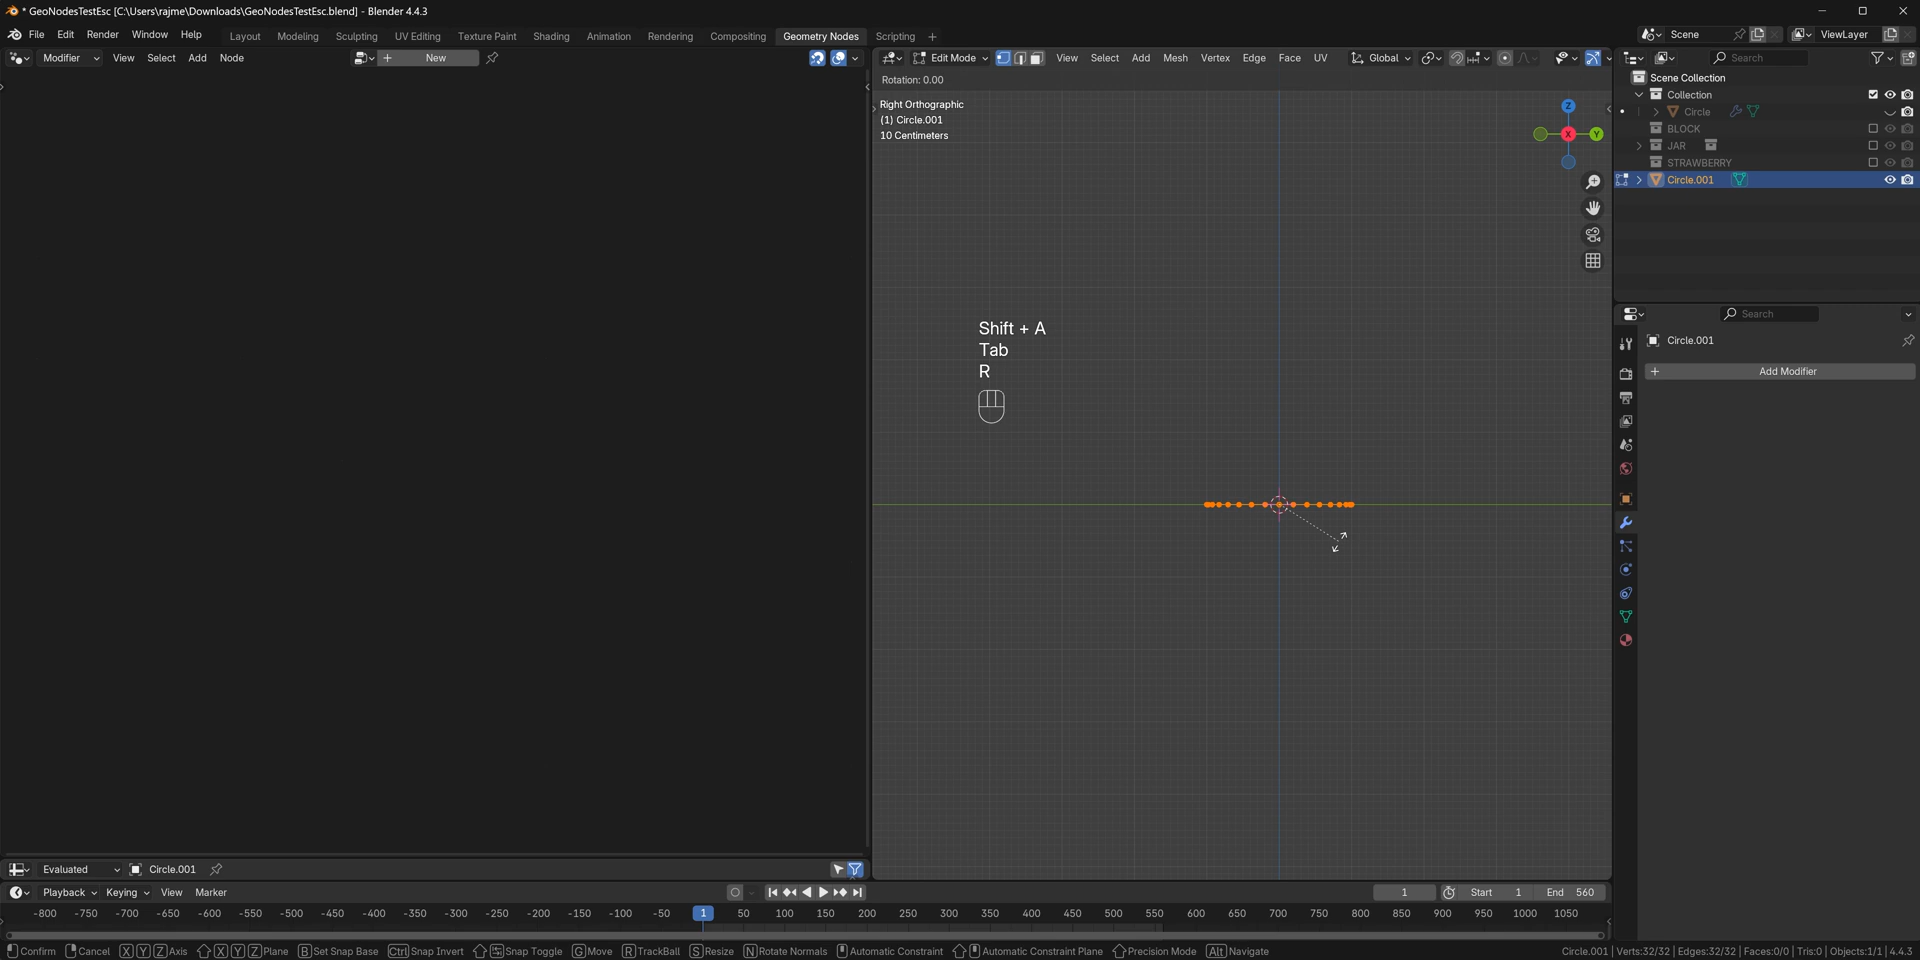 * GeoNodesTestEsc [C:\Users\rajme\Downloads\GeoNodesTestEsc.blend] - Blender 4.4.3
File Edit Render Window Help Layout Modeling Sculpting UV Editing Texture Paint Shading Animation Rendering Compositing Geometry Nodes Scripting + Scene ViewLayer
Modifier View Select Add Node + New Edit Mode View Select Add Mesh Vertex Edge Face UV Global Search
Rotation: 0.00
Scene Collection
Right Orthographic
(1) Circle.001
10 Centimeters
Collection
Circle
BLOCK
JAR
STRAWBERRY
Circle.001
Z
X
Y
Search
Circle.001
+ Add Modifier
Shift + A
Tab
R
Evaluated Circle.001
Playback Keying View Marker 1 Start 1 End 560
-800 -750 -700 -650 -600 -550 -500 -450 -400 -350 -300 -250 -200 -150 -100 -50 1 50 100 150 200 250 300 350 400 450 500 550 600 650 700 750 800 850 900 950 1000 1050
Confirm Cancel X Y Z Axis X Y Z Plane B Set Snap Base Ctrl Snap Invert Snap Toggle G Move R TrackBall S Resize N Rotate Normals Automatic Constraint Automatic Constraint Plane Precision Mode Alt Navigate Circle.001 | Verts:32/32 | Edges:32/32 | Faces:0/0 | Tris:0 | Objects:1/1 | 4.4.3